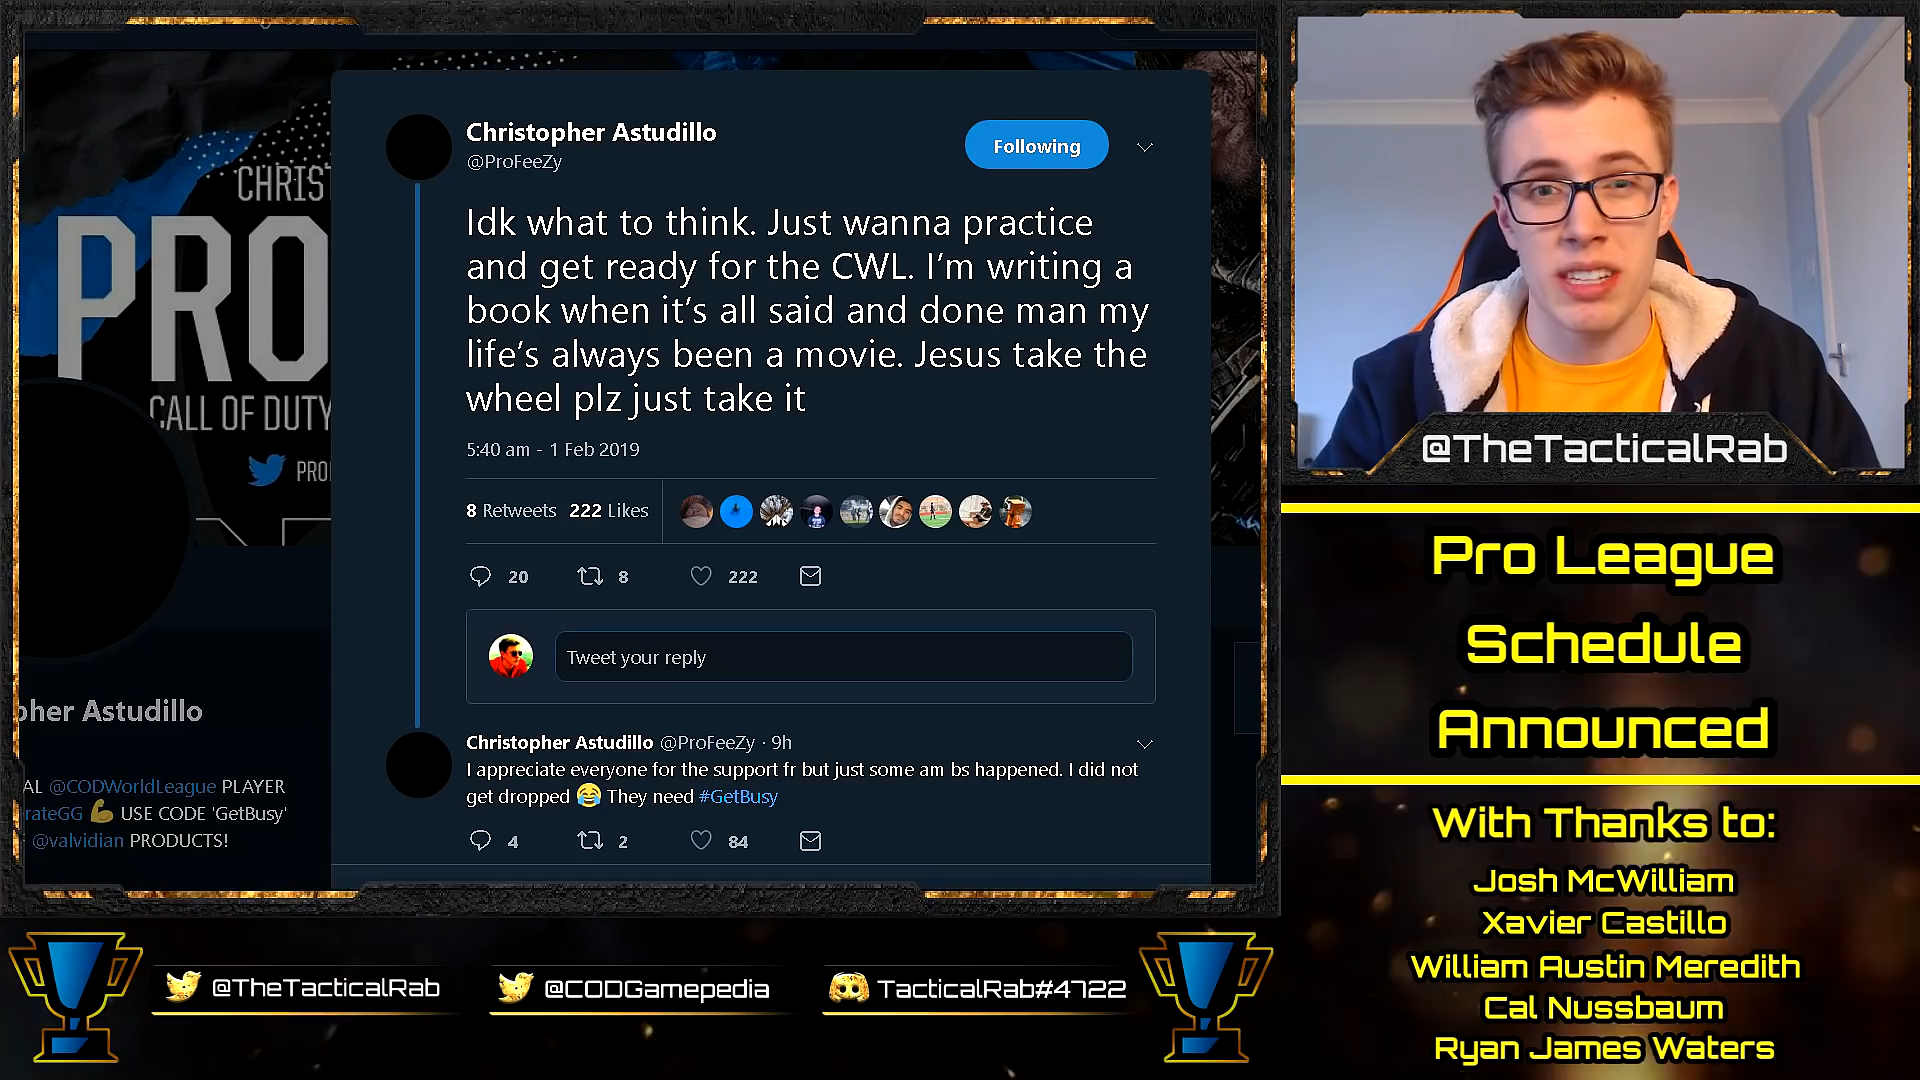 CHRIS
PRO
CALL OF DUTY
PRO
pher Astudillo
AL @CODWorldLeague PLAYER
rateGG 💪 USE CODE 'GetBusy'
@valvidian PRODUCTS!
Christopher Astudillo
@ProFeeZy
Following
Idk what to think. Just wanna practice
and get ready for the CWL. I'm writing a
book when it's all said and done man my
life's always been a movie. Jesus take the
wheel plz just take it
5:40 am - 1 Feb 2019
8 Retweets 222 Likes
20 8 222
Tweet your reply
Christopher Astudillo @ProFeeZy · 9h
I appreciate everyone for the support fr but just some am bs happened. I did not
get dropped 😂 They need #GetBusy
4 2 84
@TheTacticalRab
Pro League
Schedule
Announced
With Thanks to:
Josh McWilliam
Xavier Castillo
William Austin Meredith
Cal Nussbaum
Ryan James Waters
@TheTacticalRab
@CODGamepedia
TacticalRab#4722